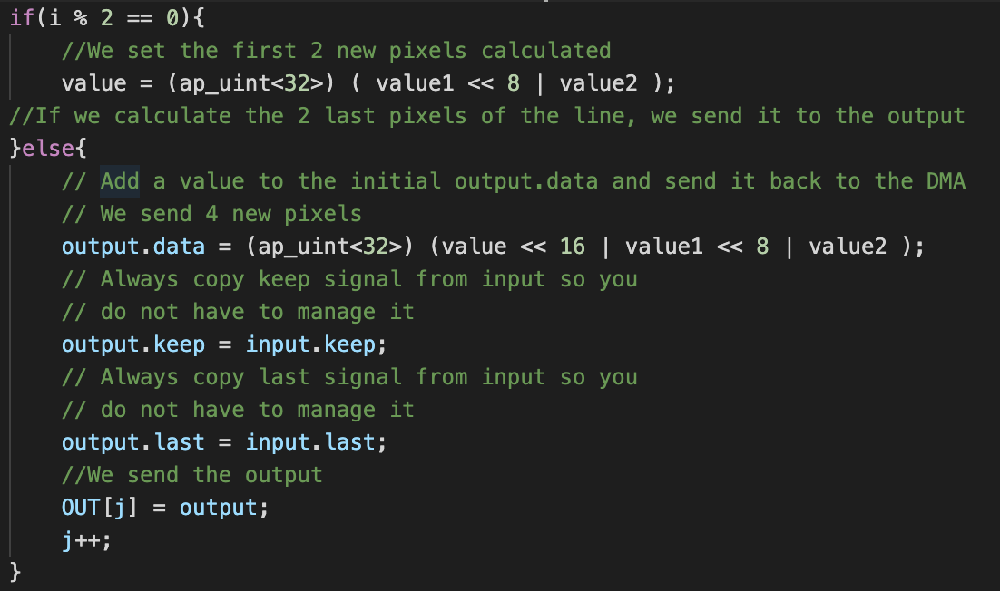 if(i % 2 == 0){
//We set the first 2 new pixels calculated
value = (ap_uint<32>) ( value1 << 8 | value2 );
//If we calculate the 2 last pixels of the line, we send it to the output
}else{
// Add a value to the initial output.data and send it back to the DMA
// We send 4 new pixels
output.data = (ap_uint<32>) (value << 16 | value1 << 8 | value2 );
// Always copy keep signal from input so you
// do not have to manage it
output.keep = input.keep;
// Always copy last signal from input so you
// do not have to manage it
output.last = input.last;
//We send the output
OUT[j] = output;
j++;
}